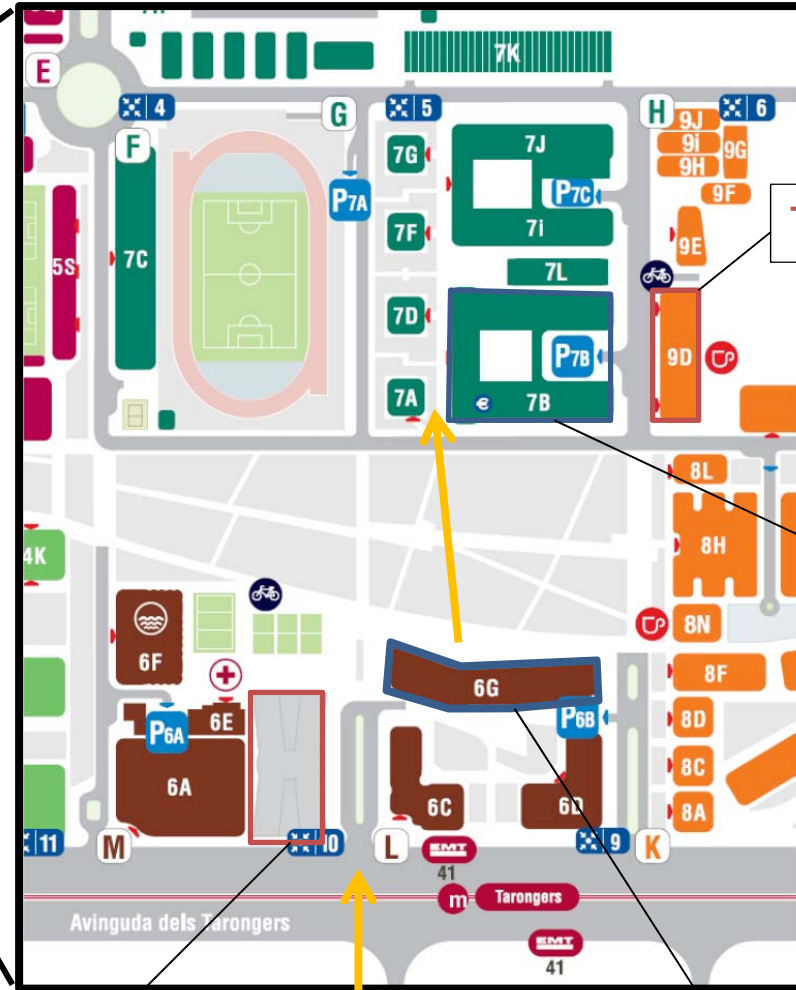 7K
E
4
G
5
H
6
F
9J
9i
9H
9G
9F
7G
7J
P7A
P7C
7F
7i
9E
5S
7C
7L
7D
P7B
9D
7A
€
7B
8L
4K
8H
8N
6F
6G
8F
6E
P6A
P6B
8D
6A
8C
6C
6D
8A
11
M
10
L
EMT
41
9
K
m
Tarongers
Avinguda dels Tarongers
EMT
41